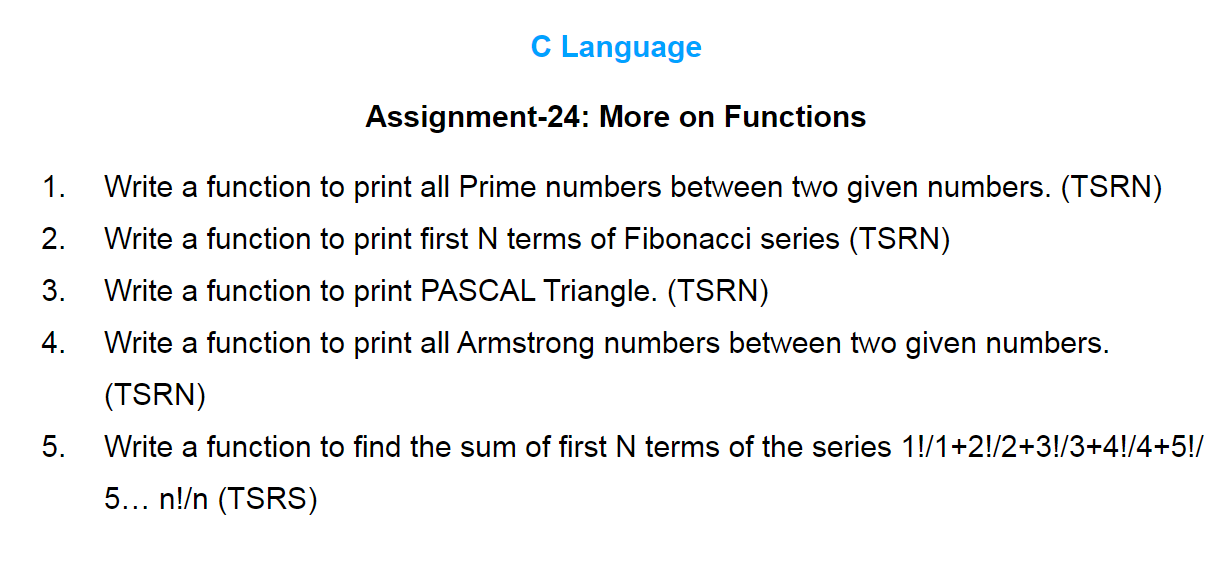 C Language
Assignment-24: More on Functions
1. Write a function to print all Prime numbers between two given numbers. (TSRN)
2. Write a function to print first N terms of Fibonacci series (TSRN)
3. Write a function to print PASCAL Triangle. (TSRN)
4. Write a function to print all Armstrong numbers between two given numbers.
(TSRN)
5. Write a function to find the sum of first N terms of the series 1!/1+2!/2+3!/3+4!/4+5!/
5… n!/n (TSRS)